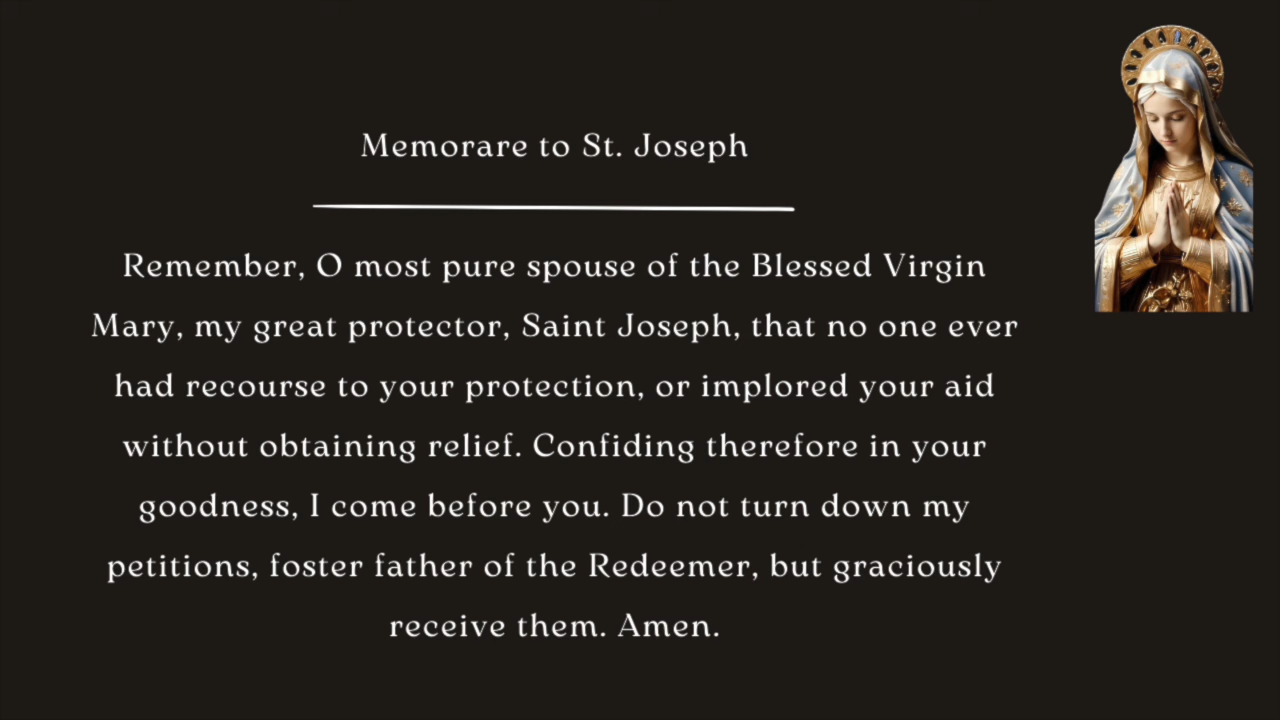 Memorare to St. Joseph
Remember, O most pure spouse of the Blessed Virgin
Mary, my great protector, Saint Joseph, that no one ever
had recourse to your protection, or implored your aid
without obtaining relief. Confiding therefore in your
goodness, I come before you. Do not turn down my
petitions, foster father of the Redeemer, but graciously
receive them. Amen.